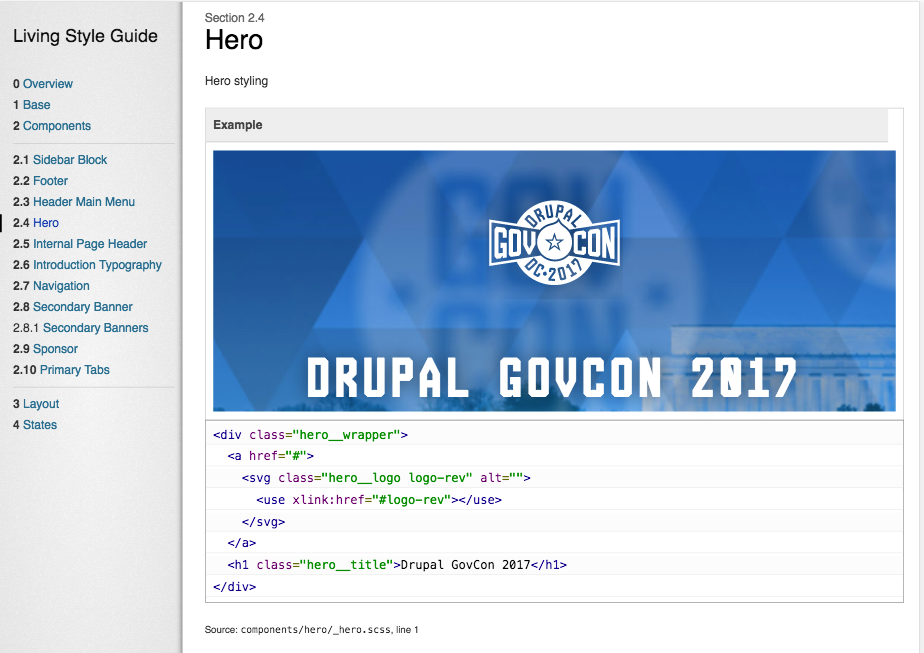 Living Style Guide
0 Overview
1 Base
2 Components
2.1 Sidebar Block
2.2 Footer
2.3 Header Main Menu
2.4 Hero
2.5 Internal Page Header
2.6 Introduction Typography
2.7 Navigation
2.8 Secondary Banner
2.8.1 Secondary Banners
2.9 Sponsor
2.10 Primary Tabs
3 Layout
4 States
Section 2.4
Hero
Hero styling
Example
GOV
CON
DRUPAL
GOV CON
DC•2017
DRUPAL GOVCON 2017
<div class="hero__wrapper">
<a href="#">
<svg class="hero__logo logo-rev" alt="">
<use xlink:href="#logo-rev"></use>
</svg>
</a>
<h1 class="hero__title">Drupal GovCon 2017</h1>
</div>
Source: components/hero/_hero.scss, line 1